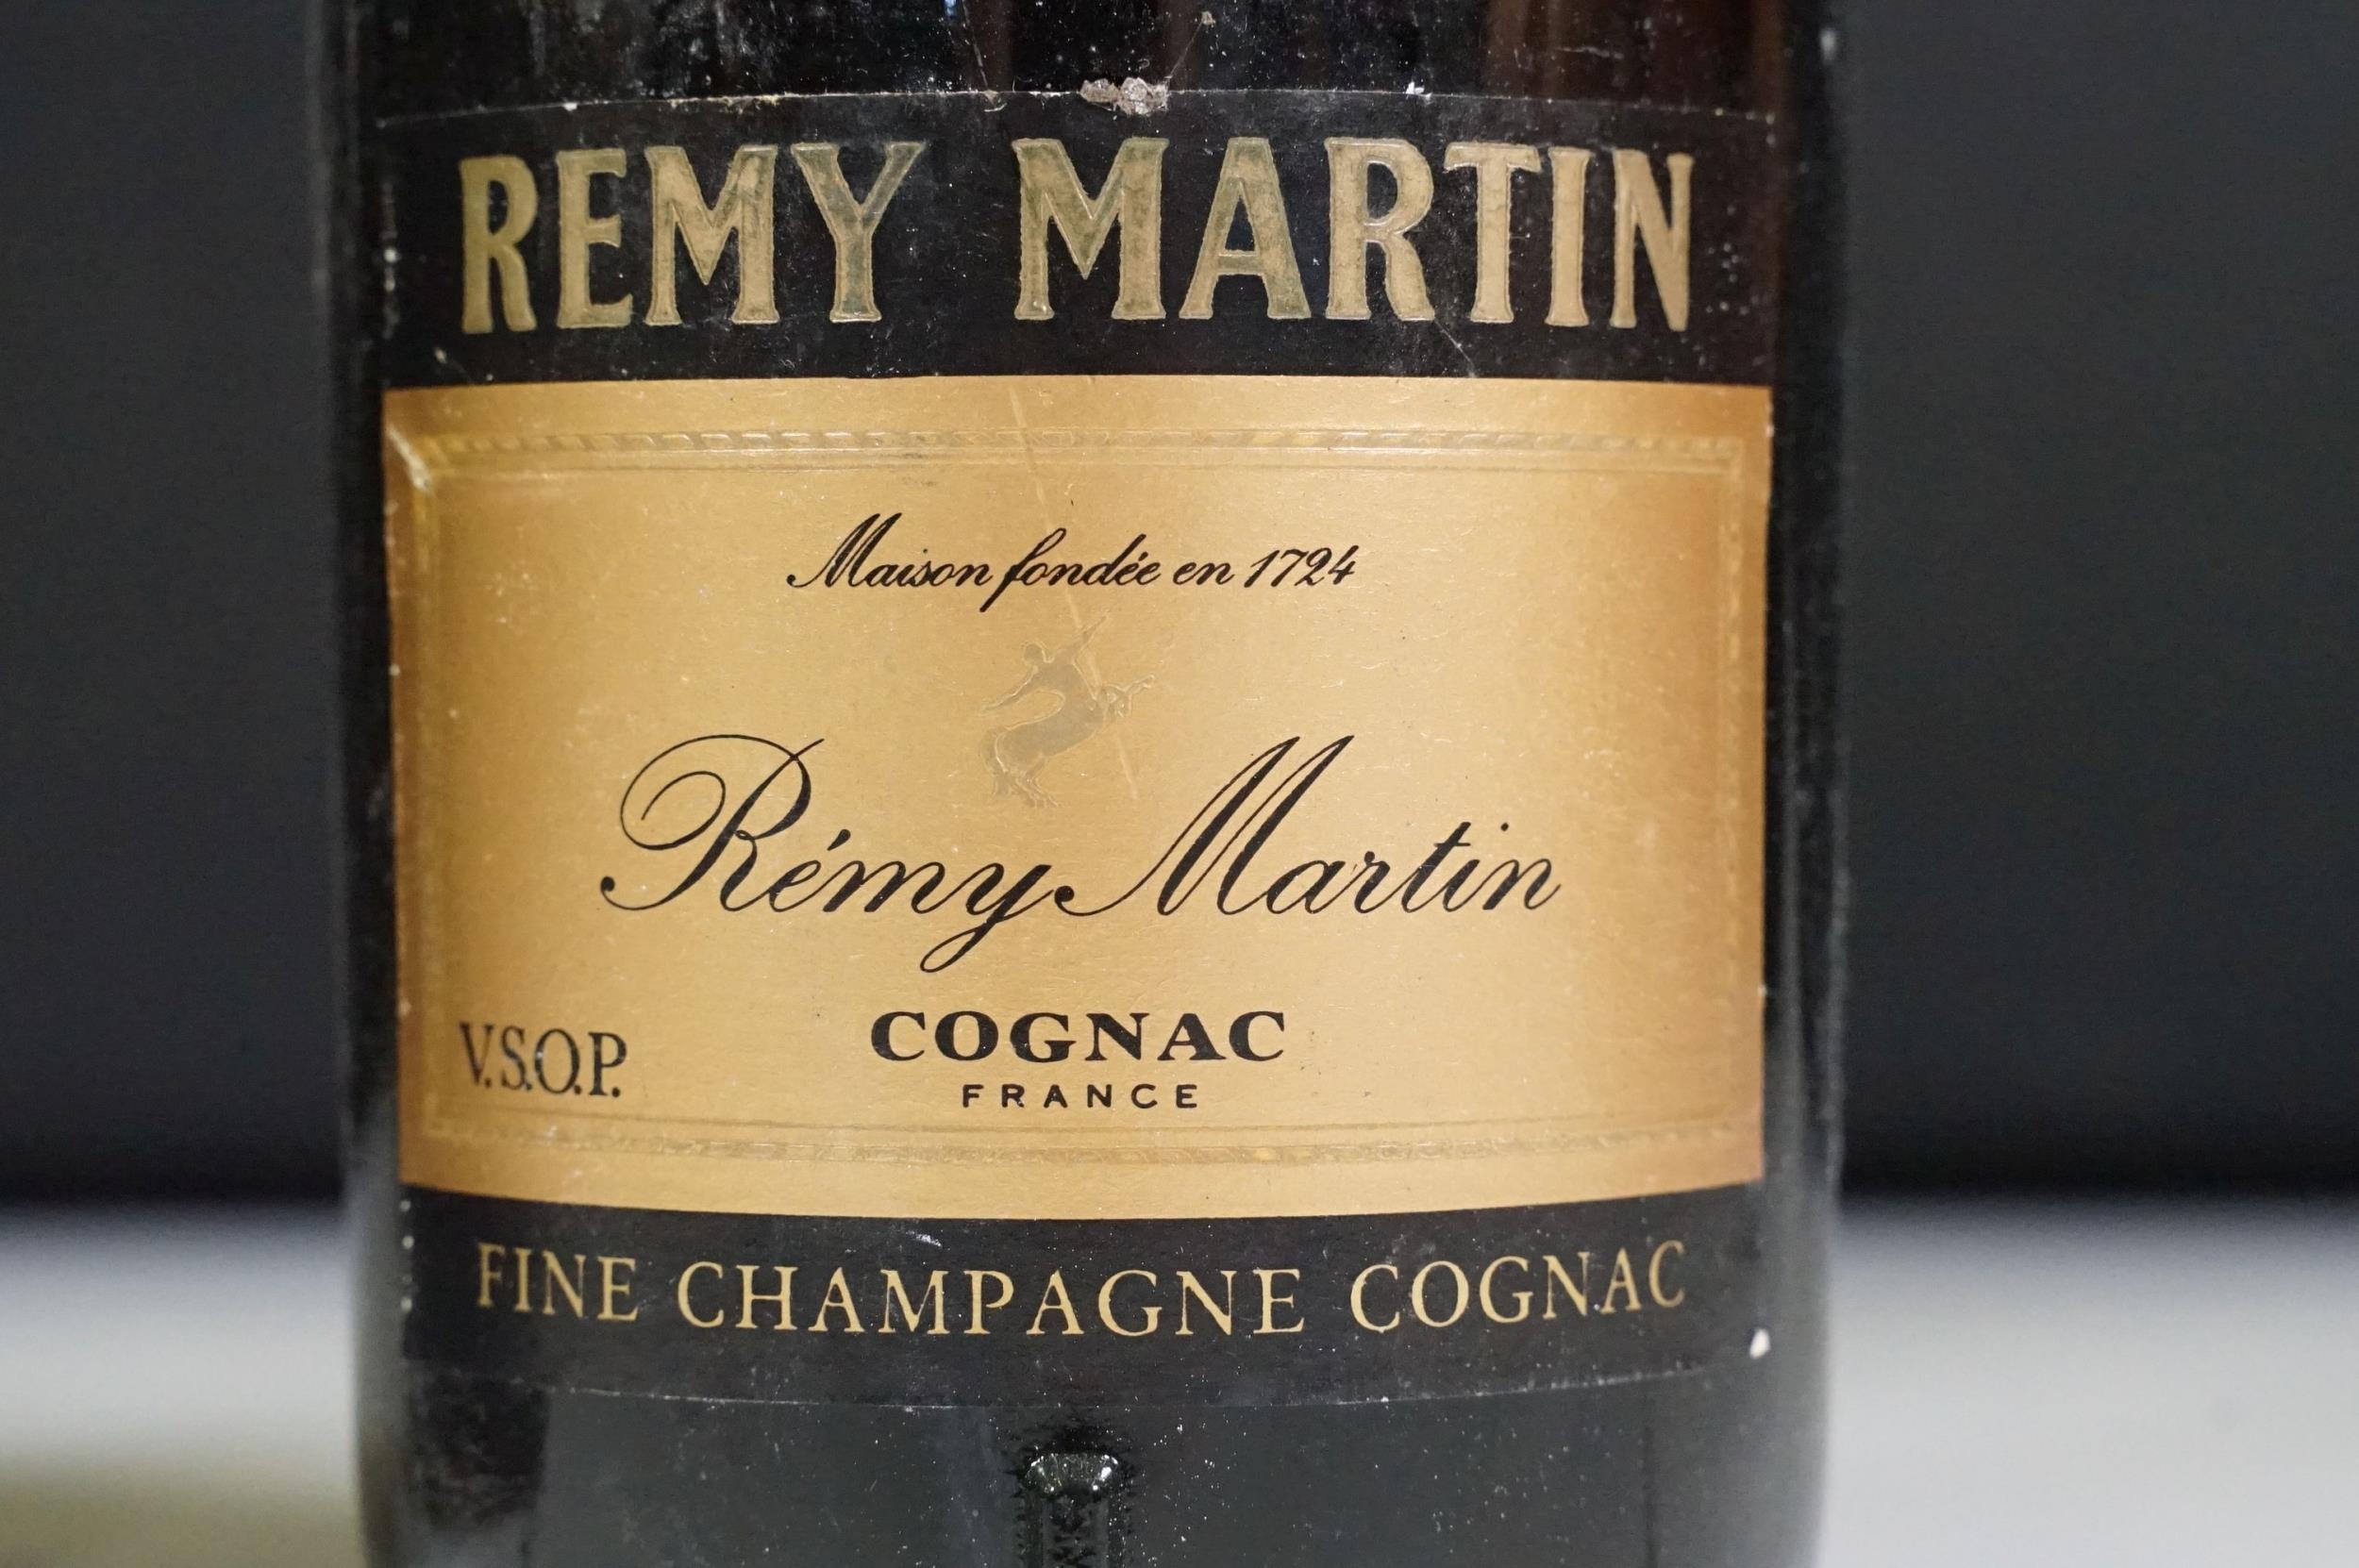 REMY MARTIN
Maison fondée en 1724
Rémy Martin
COGNAC
V.S.O.P.
FRANCE
FINE CHAMPAGNE COGNAC